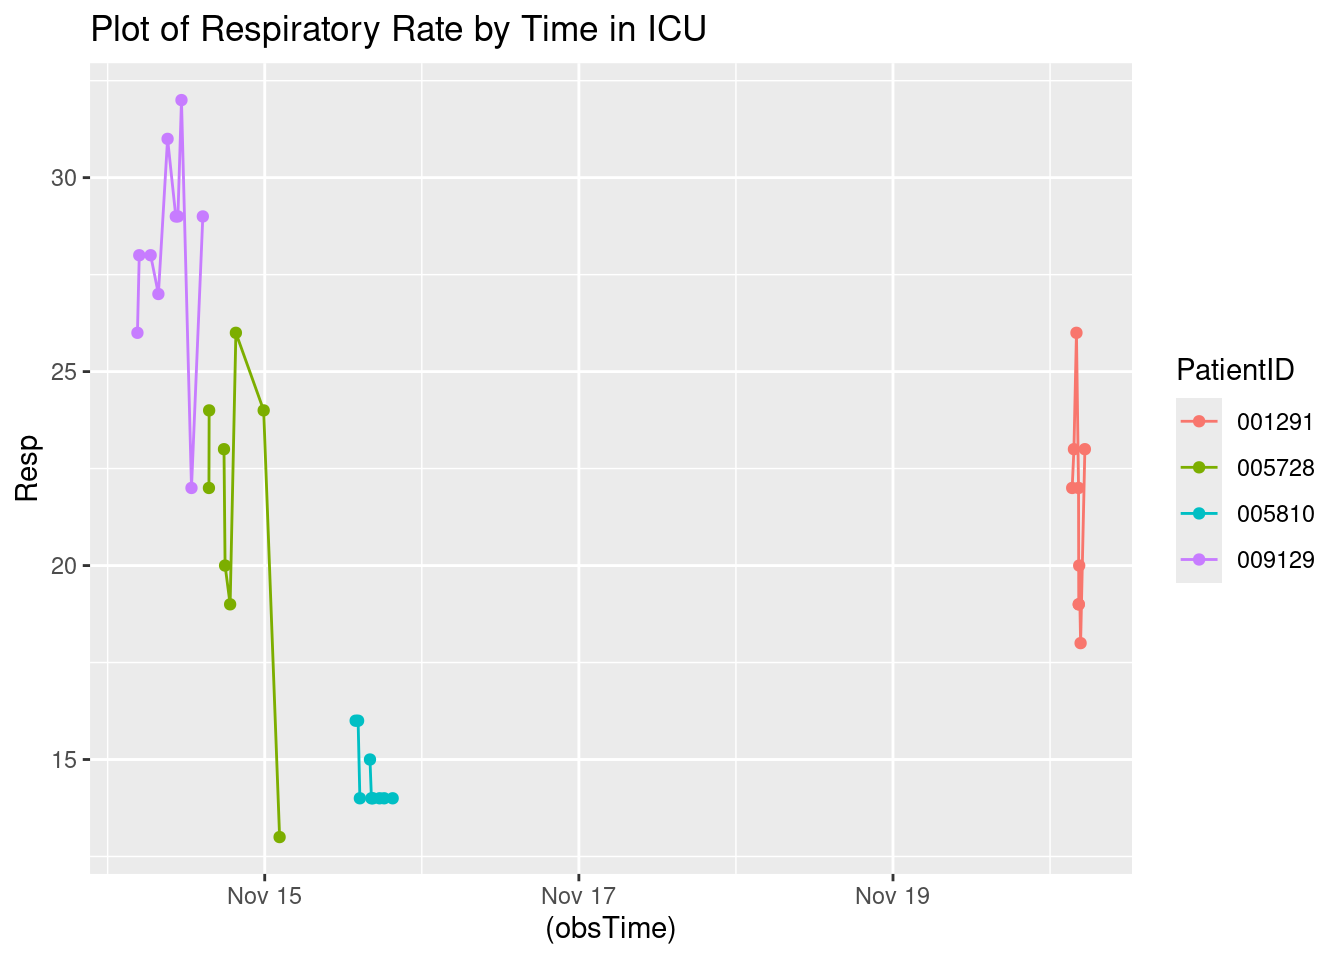 Plot of Respiratory Rate by Time in ICU
30
25
20
15
Resp
Nov 15
Nov 17
Nov 19
(obsTime)
PatientID
001291
005728
005810
009129